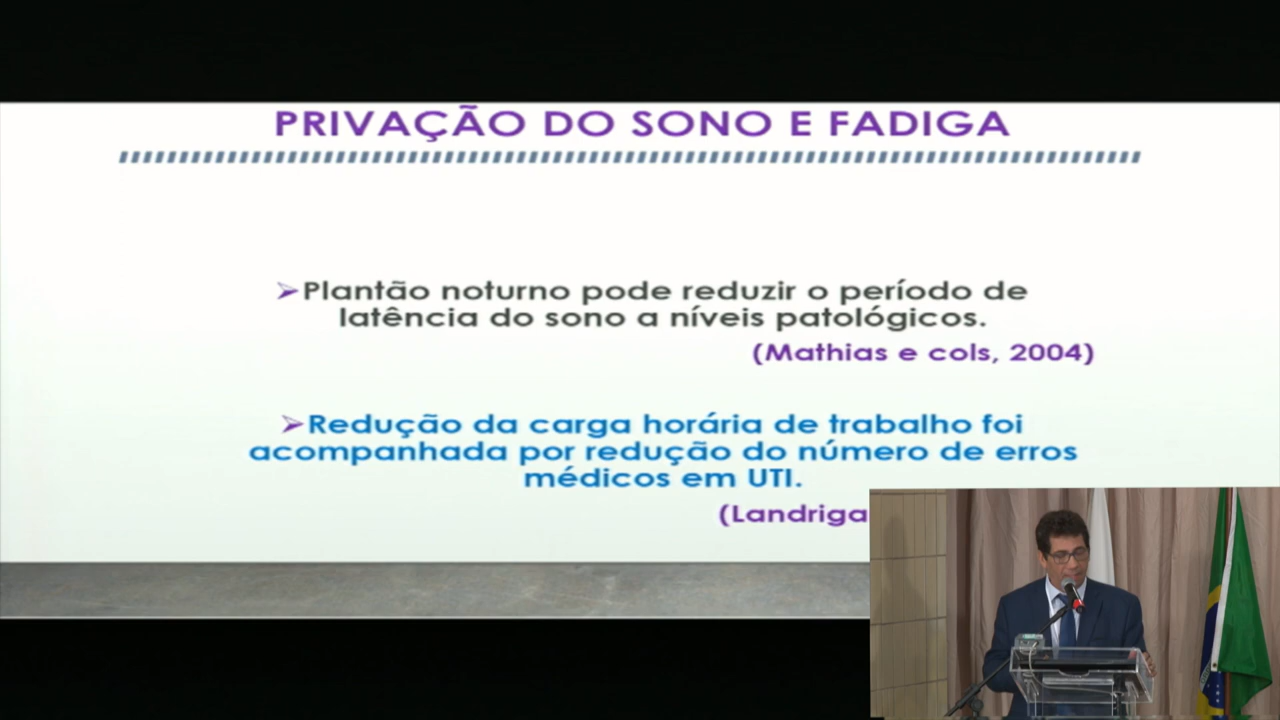 PRIVAÇÃO DO SONO E FADIGA
➢Plantão noturno pode reduzir o período de
latência do sono a níveis patológicos.
(Mathias e cols, 2004)
➢Redução da carga horária de trabalho foi
acompanhada por redução do número de erros
médicos em UTI.
(Landriga